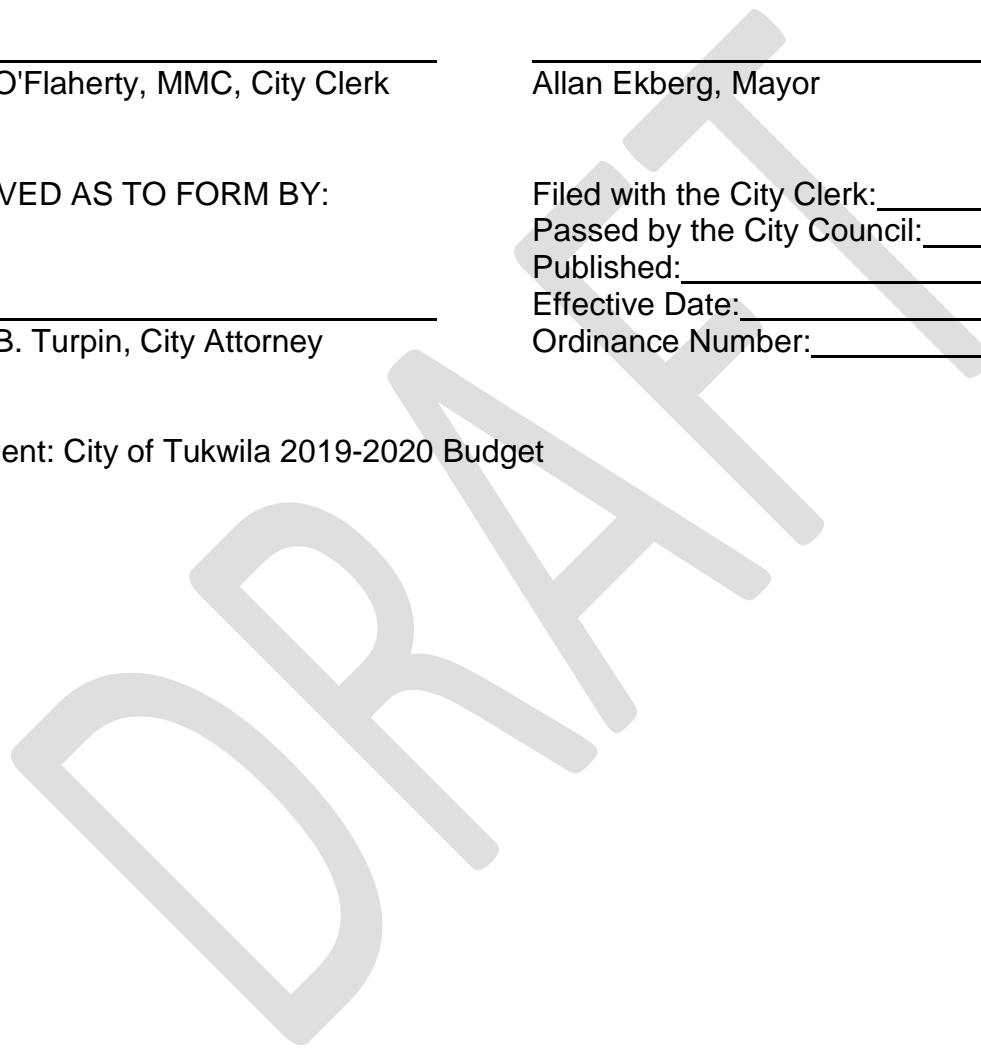 O'Flaherty, MMC, City Clerk
Allan Ekberg, Mayor
VED AS TO FORM BY:
Filed with the City Clerk:
Passed by the City Council:
Published:
Effective Date:
Ordinance Number:
B. Turpin, City Attorney
ent: City of Tukwila 2019-2020 Budget
DRAFT